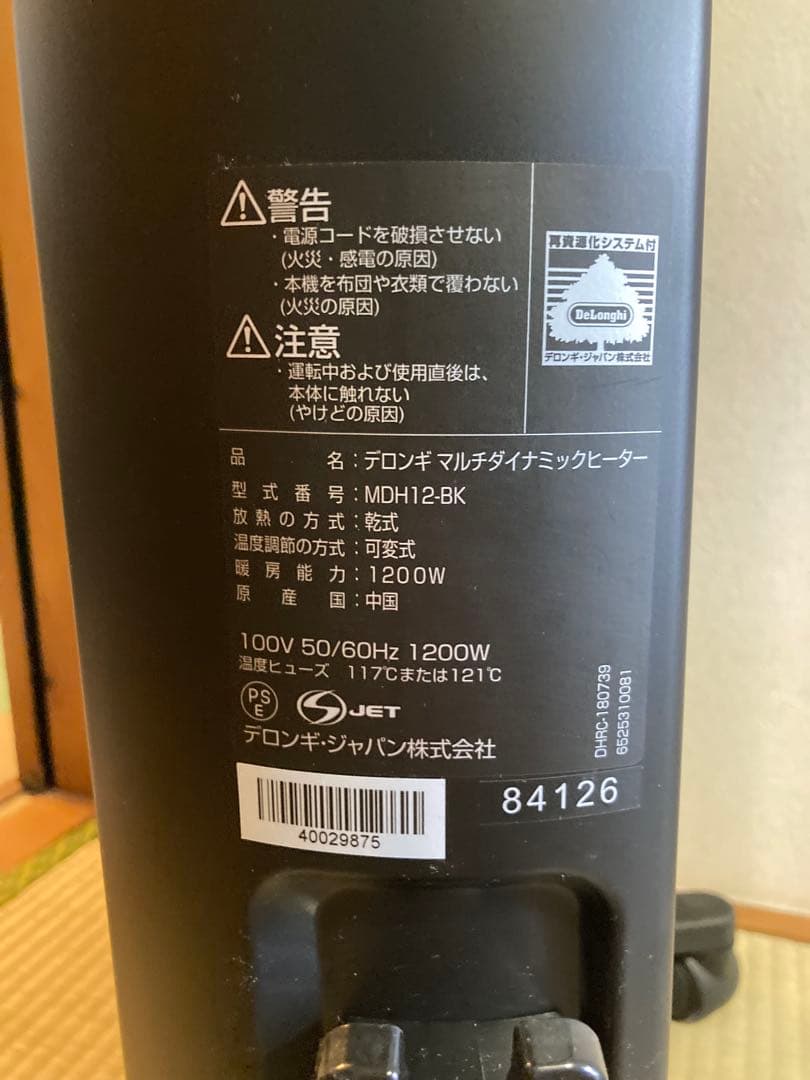 警告
・電源コードを破損させない
(火災・感電の原因)
・本機を布団や衣類で覆わない
(火災の原因)
注意
・運転中および使用直後は、
本体に触れない
(やけどの原因)
再資源化システム付
DeLonghi
デロンギ・ジャパン株式会社
品名：デロンギ マルチダイナミックヒーター
型式番号：MDH12-BK
放熱の方式：乾式
温度調節の方式：可変式
暖房能力：1200W
原産国：中国
100V 50/60Hz 1200W
温度ヒューズ 117℃または121℃
PSE
JET
デロンギ・ジャパン株式会社
DHRC-180739
6525310081
40029875
84126